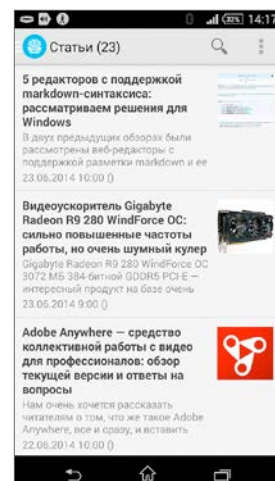 32% 14:17
Статьи (23)
5 редакторов с поддержкой
markdown-синтаксиса:
рассматриваем решения для
Windows
В двух предыдущих обзорах были
рассмотрены веб-редакторы с
поддержкой разметки markdown и ее
23.06.2014 10:00 ()
Видеоускоритель Gigabyte
Radeon R9 280 WindForce OC:
сильно повышенные частоты
работы, но очень шумный кулер
Gigabyte Radeon R9 280 WindForce OC
3072 МБ 384-битной GDDR5 PCI-E —
интересный продукт на базе очень
23.06.2014 9:00 ()
Adobe Anywhere — средство
коллективной работы с видео
для профессионалов: обзор
текущей версии и ответы на
вопросы
Нам очень хочется рассказать
читателям о том, что же такое Adobe
Anywhere, все и сразу, и вставить
22.06.2014 10:00 ()